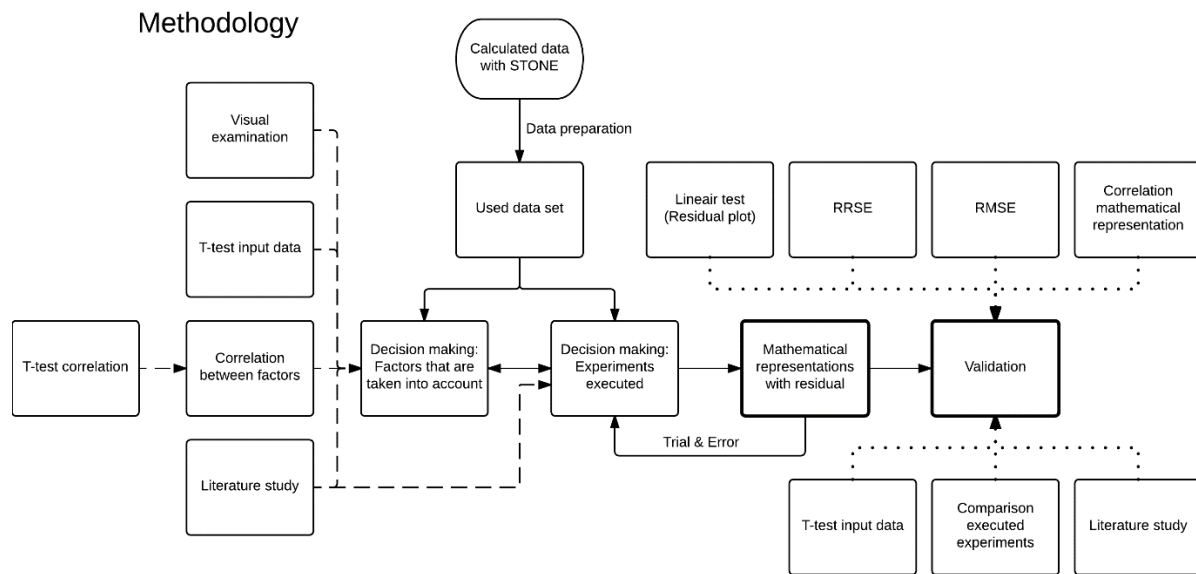 Methodology
Calculated data
with STONE
Visual
examination
Data preparation
Used data set
Lineair test
(Residual plot)
RRSE
RMSE
Correlation
mathematical
representation
T-test input data
T-test correlation
Correlation
between factors
Decision making:
Factors that are
taken into account
Decision making:
Experiments
executed
Mathematical
representations
with residual
Validation
Trial & Error
Literature study
T-test input data
Comparison
executed
experiments
Literature study